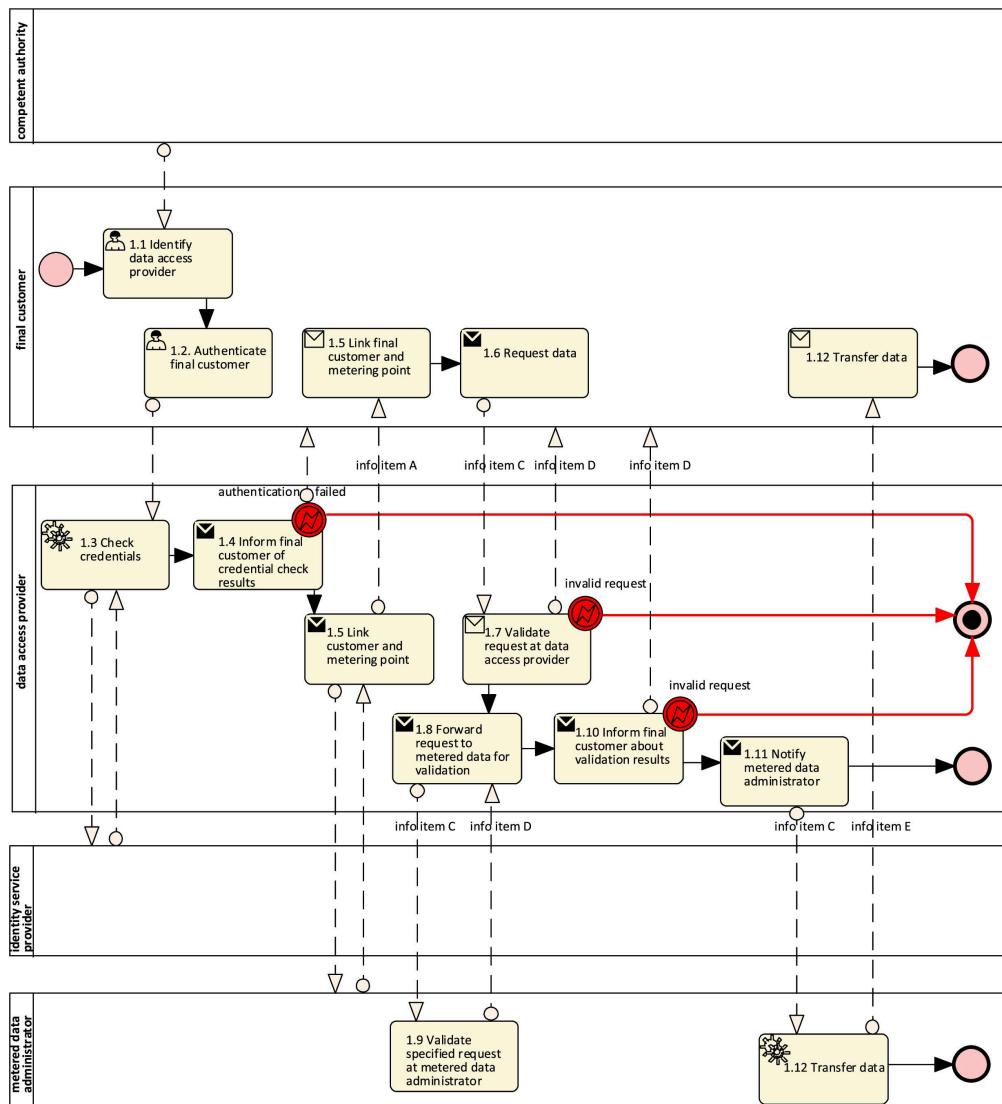 competent authority
final customer
1.1 Identify
data access
provider
1.2. Authenticate
final customer
1.5 Link final
customer and
metering point
1.6 Request data
1.12 Transfer data
info item A
info item C
info item D
info item D
data access provider
authentication failed
1.3 Check
credentials
1.4 Inform final
customer of
credential check
results
invalid request
1.5 Link
customer and
metering point
1.7 Validate
request at data
access provider
invalid request
1.8 Forward
request to
metered data for
validation
1.10 Inform final
customer about
validation results
1.11 Notify
metered data
administrator
info item C
info item D
info item C
info item E
identity service
provider
metered data
administrator
1.9 Validate
specified request
at metered data
administrator
1.12 Transfer data